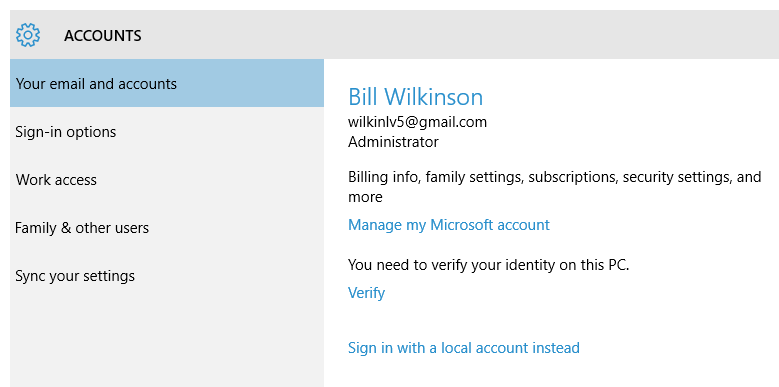 ACCOUNTS
Your email and accounts
Sign-in options
Work access
Family & other users
Sync your settings
Bill Wilkinson
wilkinlv5@gmail.com
Administrator
Billing info, family settings, subscriptions, security settings, and
more
Manage my Microsoft account
You need to verify your identity on this PC.
Verify
Sign in with a local account instead